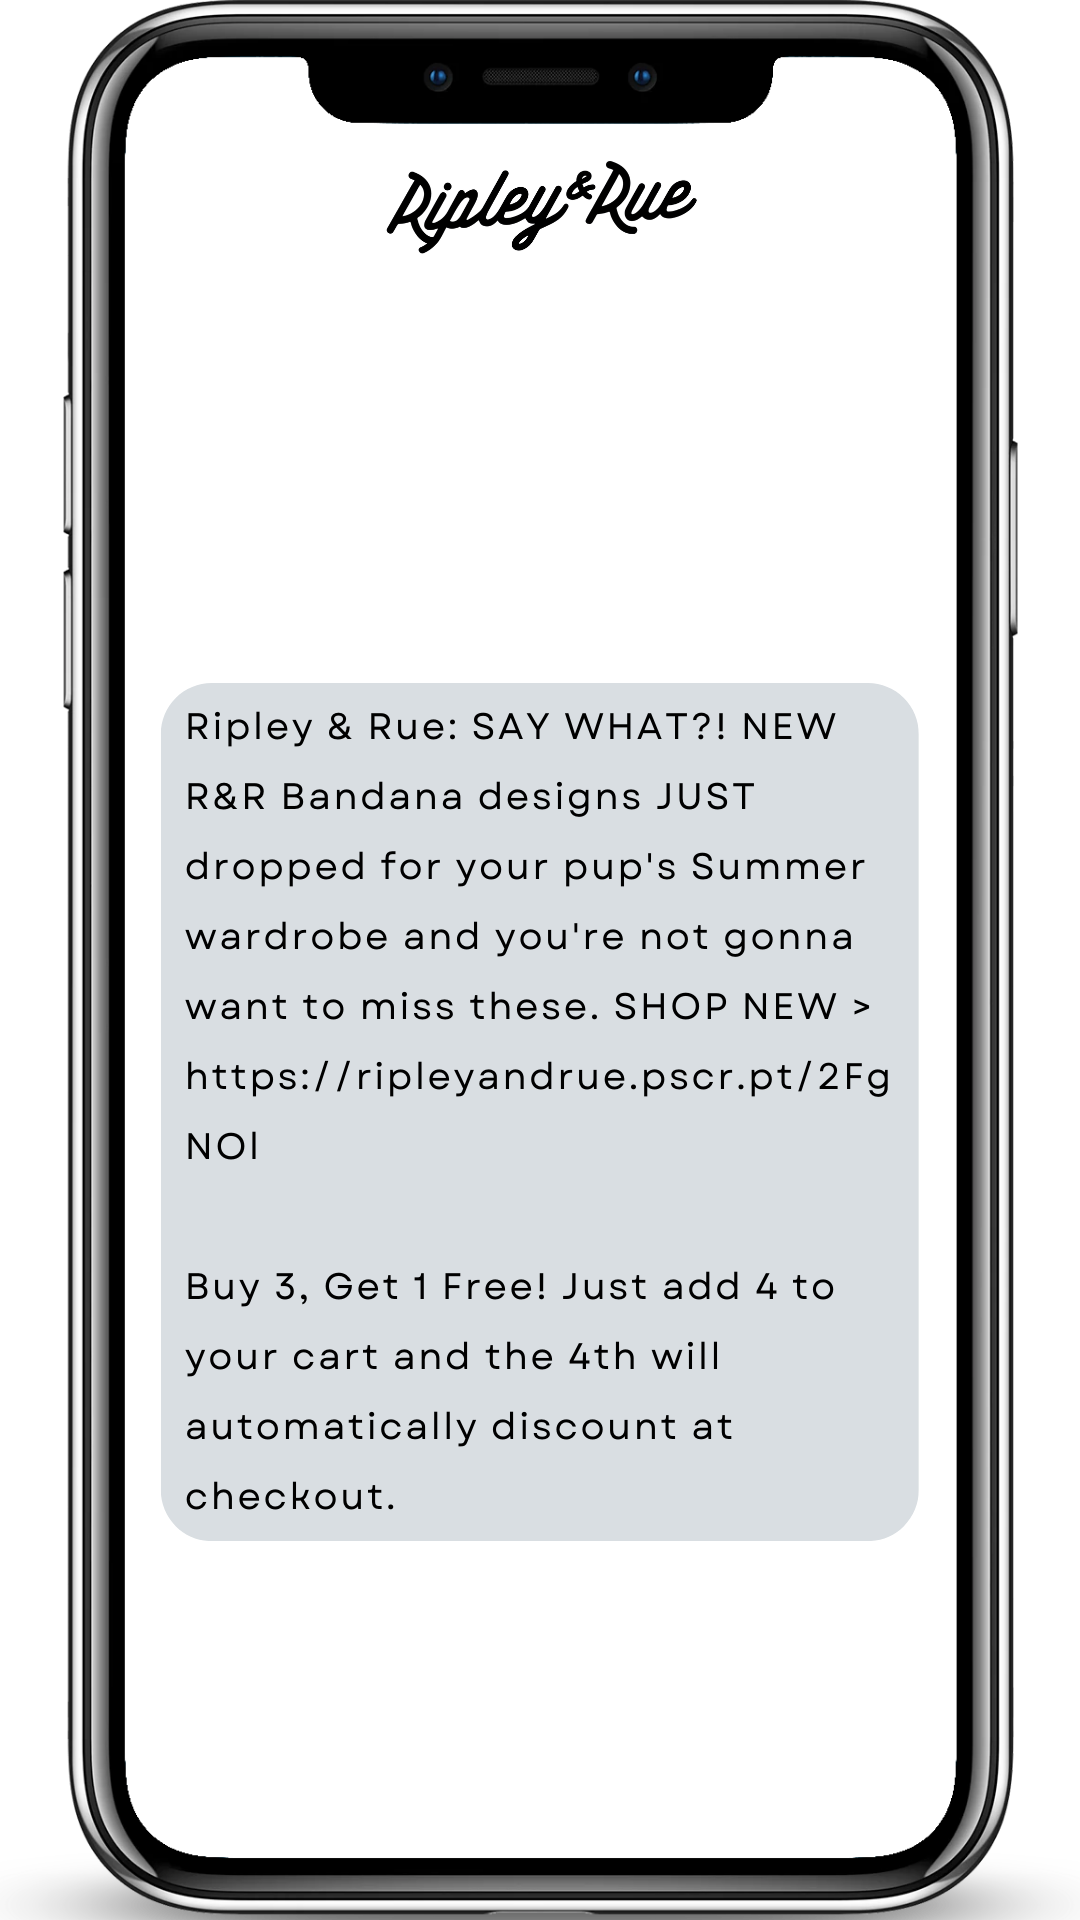 Ripley & Rue
Ripley & Rue: SAY WHAT?! NEW
R&R Bandana designs JUST
dropped for your pup's Summer
wardrobe and you're not gonna
want to miss these. SHOP NEW >
https://ripleyandrue.pscr.pt/2Fg
NOl
Buy 3, Get 1 Free! Just add 4 to
your cart and the 4th will
automatically discount at
checkout.